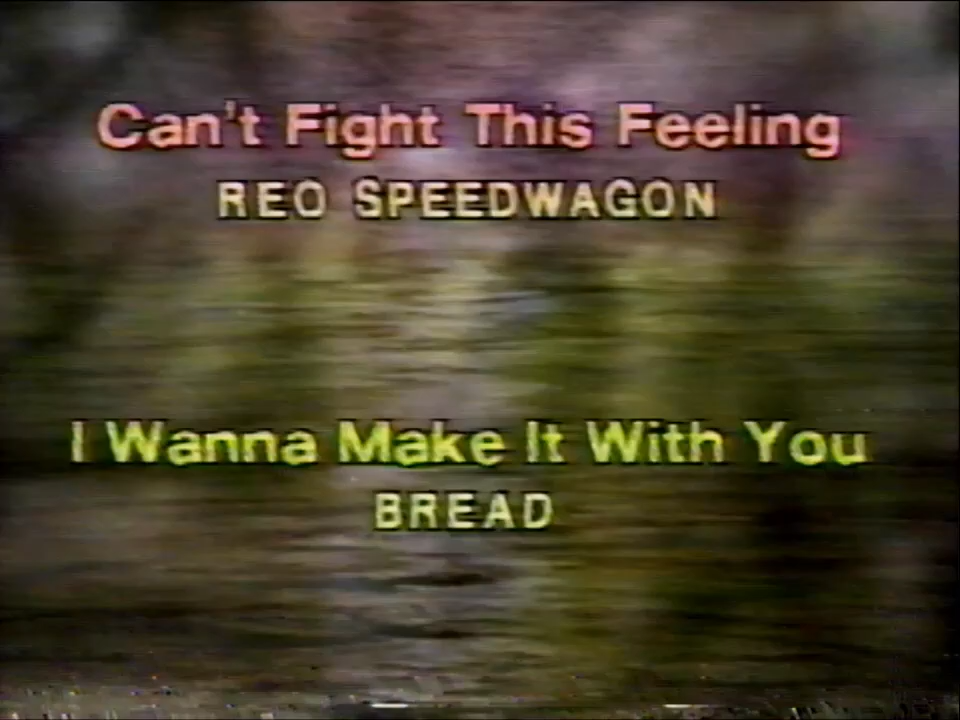 Can't Fight This Feeling
REO SPEEDWAGON
I Wanna Make It With You
BREAD